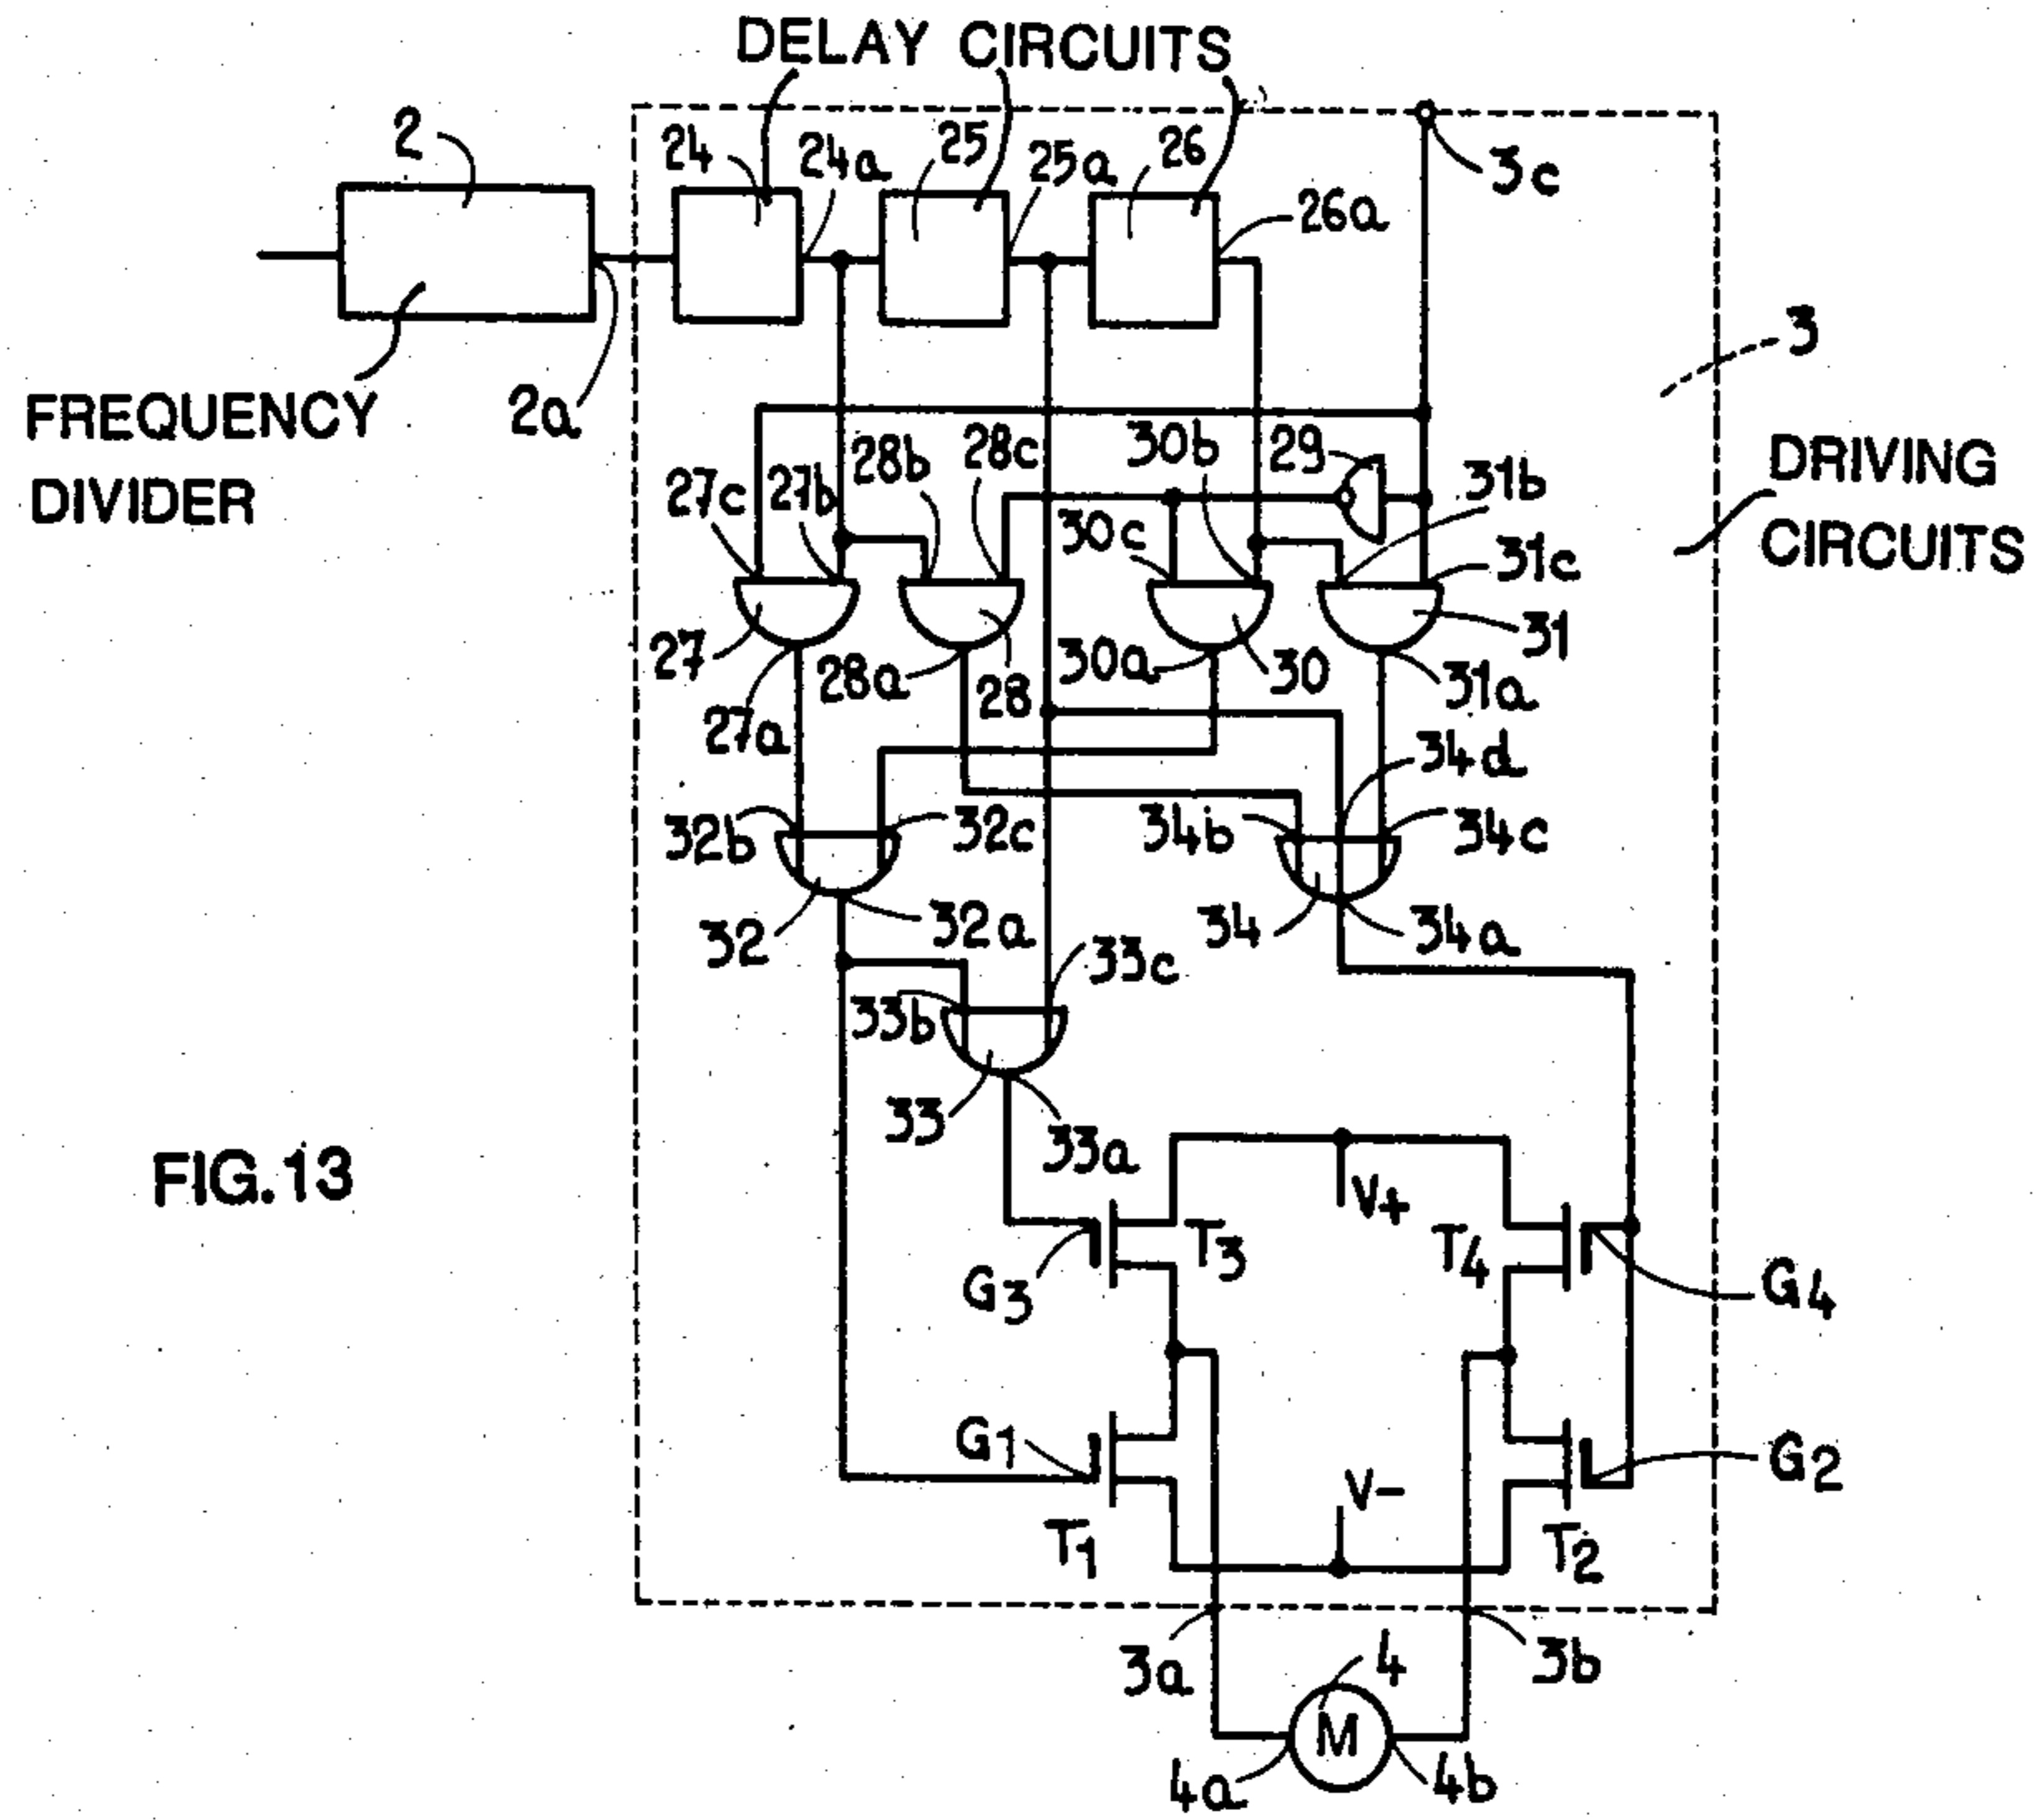 DELAY CIRCUITS
2
24
24a
25
25a
26
26a
3c
3
FREQUENCY
DIVIDER
2a
DRIVING
CIRCUITS
27c
27b
28b
28c
30b
29
31b
30c
31c
27
28a
28
30a
30
31
31a
27a
34d
32b
32c
34b
34c
32
32a
34
34a
33c
33b
33
33a
FIG.13
V+
T3
T4
G3
G4
G1
G2
V-
T1
T2
3a
4
3b
M
4a
4b